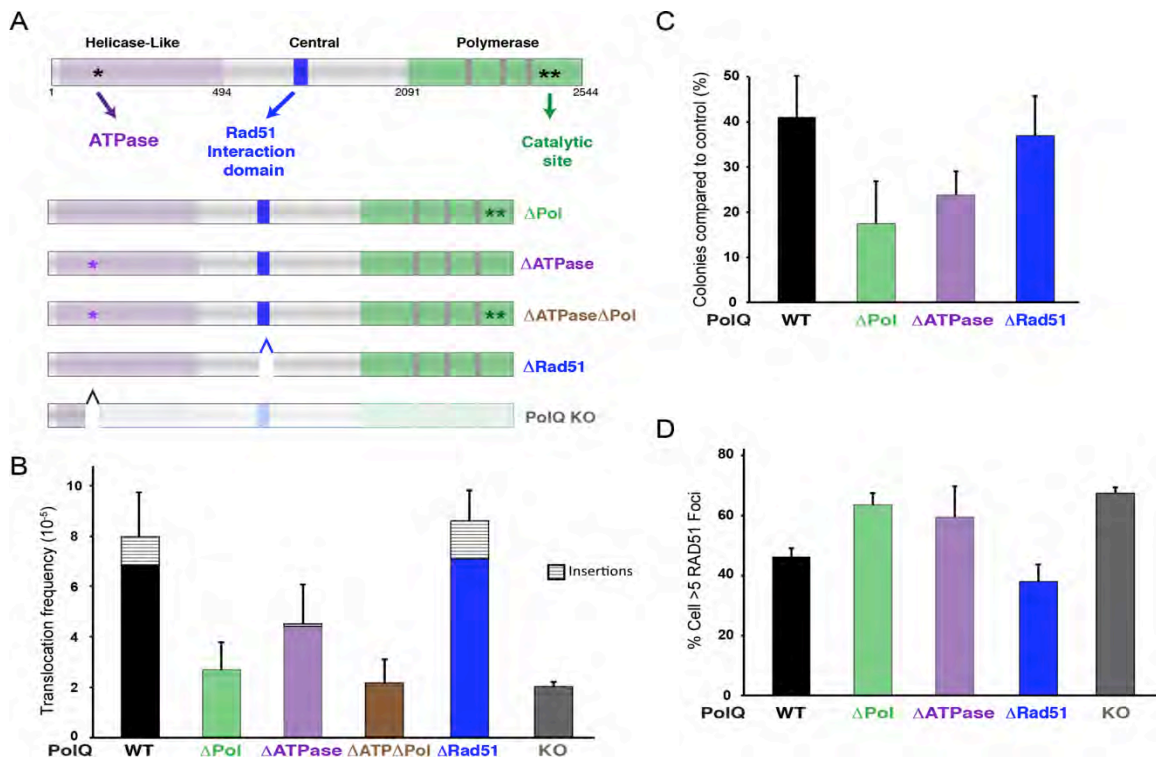 A
Helicase-Like Central Polymerase
* **
1 494 2091 2544
ATPase
Rad51
Interaction
domain
Catalytic
site
** ΔPol
* ΔATPase
* ** ΔATPaseΔPol
ΔRad51
PolQ KO
B
Translocation frequency (10-5)
10
8
6
4
2
0
Insertions
PolQ WT ΔPol ΔATPase ΔATPΔPol ΔRad51 KO
C
Colonies compared to control (%)
50
40
30
20
10
0
PolQ WT ΔPol ΔATPase ΔRad51
D
% Cell >5 RAD51 Foci
80
60
40
20
0
PolQ WT ΔPol ΔATPase ΔRad51 KO